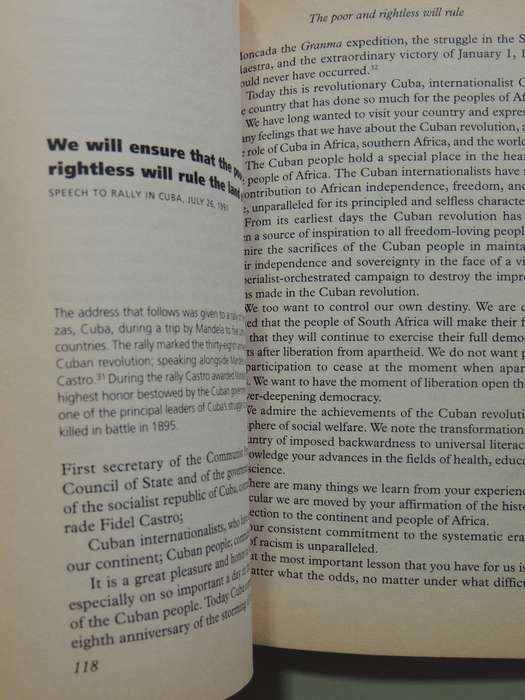 We will ensure that the poor
rightless will rule the land
SPEECH TO RALLY IN CUBA, JULY 26, 1991
The address that follows was given to a rally
zas, Cuba, during a trip by Mandela to five
countries. The rally marked the thirty-eighth
Cuban revolution; speaking alongside
Castro.31 During the rally Castro awarded
highest honor bestowed by the Cuban
one of the principal leaders of Cuba's struggle
killed in battle in 1895.
First secretary of the Communist
Council of State and of the
of the socialist republic of Cuba,
rade Fidel Castro;
Cuban internationalists, who
our continent; Cuban people;
It is a great pleasure and honor
especially on so important a day
of the Cuban people. Today Cuba
eighth anniversary of the storming
118
The poor and rightless will rule
Moncada the Granma expedition, the struggle in the S
aestra, and the extraordinary victory of January 1, 1
ould never have occurred.32
Today this is revolutionary Cuba, internationalist C
e country that has done so much for the peoples of Af
We have long wanted to visit your country and expres
ny feelings that we have about the Cuban revolution, a
e role of Cuba in Africa, southern Africa, and the world
The Cuban people hold a special place in the hea
e people of Africa. The Cuban internationalists have
ontribution to African independence, freedom, and
e, unparalleled for its principled and selfless characte
From its earliest days the Cuban revolution has
n a source of inspiration to all freedom-loving peopl
mire the sacrifices of the Cuban people in mainta
ir independence and sovereignty in the face of a vi
perialist-orchestrated campaign to destroy the impre
ns made in the Cuban revolution.
We too want to control our own destiny. We are d
ed that the people of South Africa will make their f
that they will continue to exercise their full demo
ts after liberation from apartheid. We do not want p
participation to cease at the moment when apar
. We want to have the moment of liberation open th
ver-deepening democracy.
We admire the achievements of the Cuban revoluti
phere of social welfare. We note the transformation
untry of imposed backwardness to universal literac
owledge your advances in the fields of health, educa
science.
here are many things we learn from your experien
cular we are moved by your affirmation of the histo
ection to the continent and people of Africa.
our consistent commitment to the systematic era
of racism is unparalleled.
at the most important lesson that you have for us is
atter what the odds, no matter under what difficu